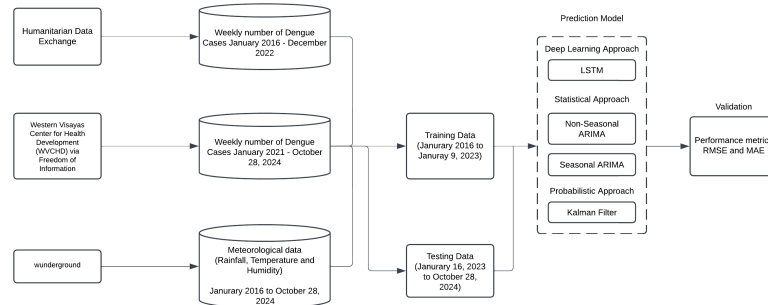 Humanitarian Data
Exchange
Weekly number of Dengue
Cases January 2016 - December
2022
Western Visayas
Center for Health
Development
(WVCHD) via
Freedom of
Information
Weekly number of Dengue
Cases January 2021 - October
28, 2024
wunderground
Meteorological data
(Rainfall, Temperature and
Humidity)
Janurary 2016 to October 28,
2024
Training Data
(Janurary 2016 to
Januray 9, 2023)
Testing Data
(Janurary 16, 2023
to October 28,
2024)
Prediction Model
Deep Learning Approach
LSTM
Statistical Approach
Non-Seasonal
ARIMA
Seasonal ARIMA
Probabilistic Approach
Kalman Filter
Validation
Performance metric
RMSE and MAE